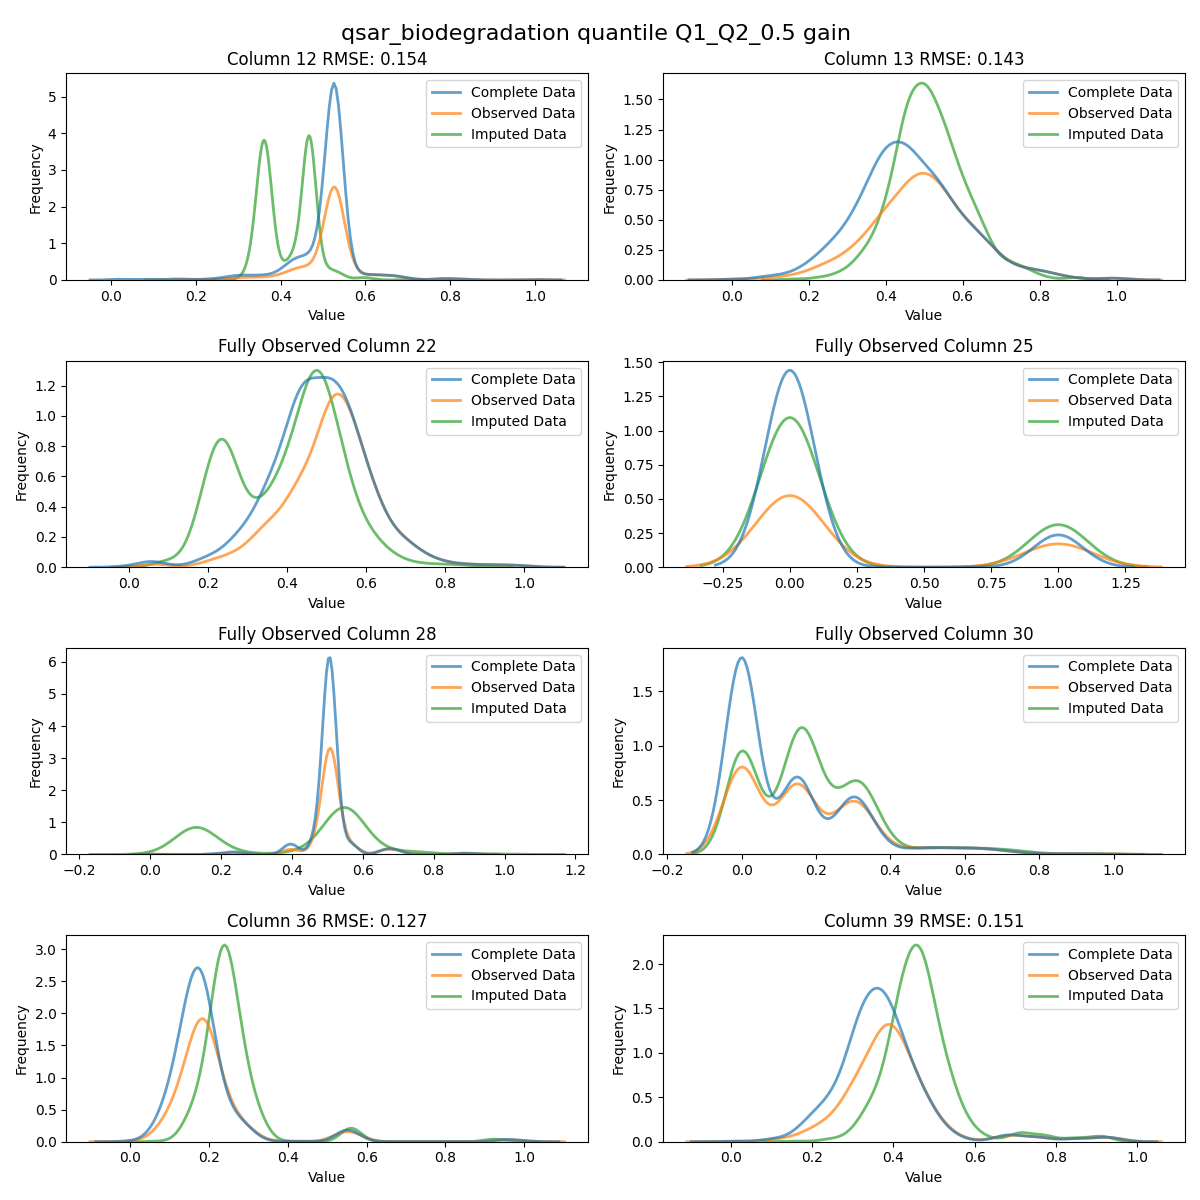 qsar_biodegradation quantile Q1_Q2_0.5 gain
Column 12 RMSE: 0.154
Frequency
5
4
3
2
1
0
0.0 0.2 0.4 0.6 0.8 1.0
Value
Complete Data
Observed Data
Imputed Data
Column 13 RMSE: 0.143
Frequency
1.50
1.25
1.00
0.75
0.50
0.25
0.00
0.0 0.2 0.4 0.6 0.8 1.0
Value
Complete Data
Observed Data
Imputed Data
Fully Observed Column 22
Frequency
1.2
1.0
0.8
0.6
0.4
0.2
0.0
0.0 0.2 0.4 0.6 0.8 1.0
Value
Complete Data
Observed Data
Imputed Data
Fully Observed Column 25
Frequency
1.50
1.25
1.00
0.75
0.50
0.25
0.00
−0.25 0.00 0.25 0.50 0.75 1.00 1.25
Value
Complete Data
Observed Data
Imputed Data
Fully Observed Column 28
Frequency
6
5
4
3
2
1
0
−0.2 0.0 0.2 0.4 0.6 0.8 1.0 1.2
Value
Complete Data
Observed Data
Imputed Data
Fully Observed Column 30
Frequency
1.5
1.0
0.5
0.0
−0.2 0.0 0.2 0.4 0.6 0.8 1.0
Value
Complete Data
Observed Data
Imputed Data
Column 36 RMSE: 0.127
Frequency
3.0
2.5
2.0
1.5
1.0
0.5
0.0
0.0 0.2 0.4 0.6 0.8 1.0
Value
Complete Data
Observed Data
Imputed Data
Column 39 RMSE: 0.151
Frequency
2.0
1.5
1.0
0.5
0.0
0.0 0.2 0.4 0.6 0.8 1.0
Value
Complete Data
Observed Data
Imputed Data